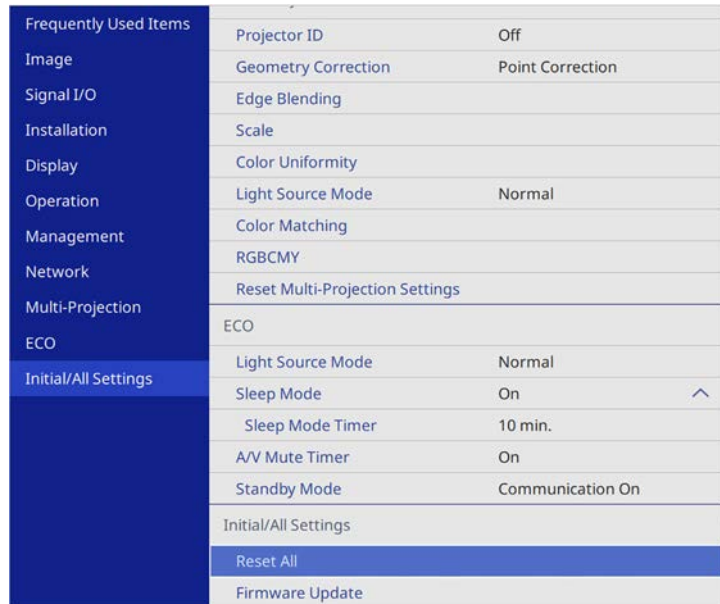 Frequently Used Items
Image
Signal I/O
Installation
Display
Operation
Management
Network
Multi-Projection
ECO
Initial/All Settings
Projector ID Off
Geometry Correction Point Correction
Edge Blending
Scale
Color Uniformity
Light Source Mode Normal
Color Matching
RGBCMY
Reset Multi-Projection Settings
ECO
Light Source Mode Normal
Sleep Mode On
Sleep Mode Timer 10 min.
A/V Mute Timer On
Standby Mode Communication On
Initial/All Settings
Reset All
Firmware Update